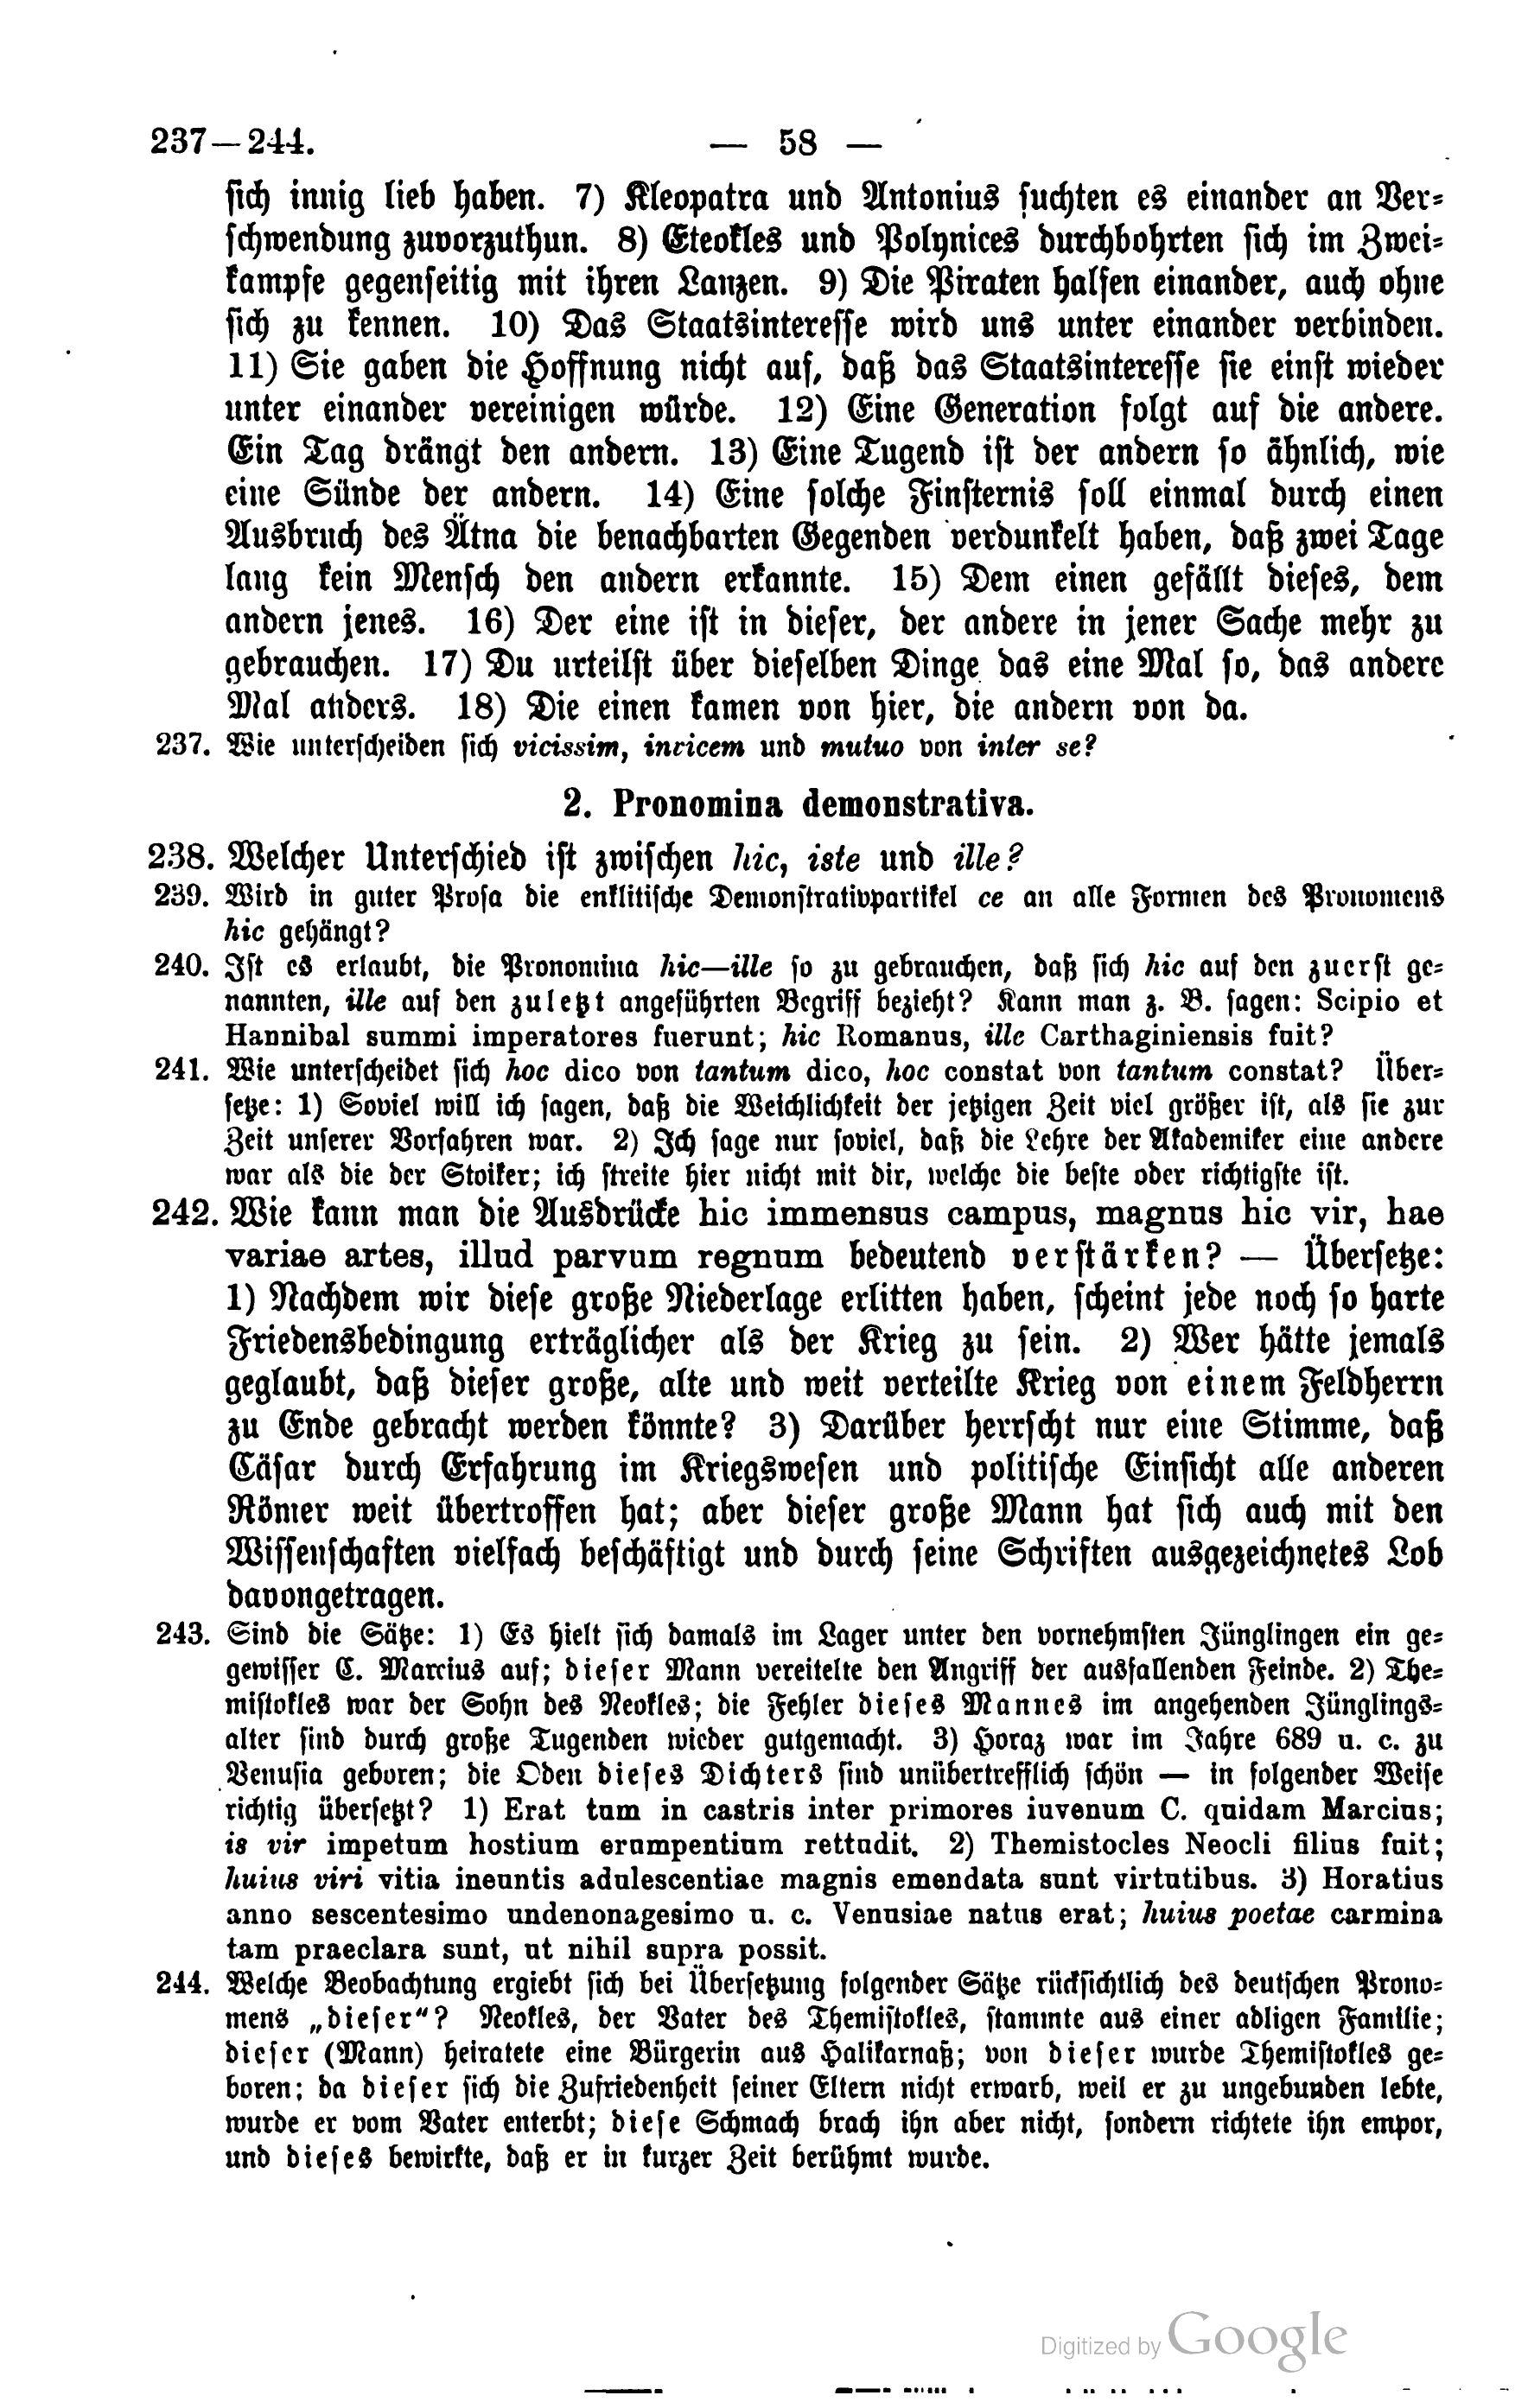 237—244. — 58 —
sich innig lieb haben. 7) Kleopatra und Antonius suchten es einander an Ver-
schwendung zuvorzuthun. 8) Eteokles und Polynices durchbohrten sich im Zwei-
kampfe gegenseitig mit ihren Lanzen. 9) Die Piraten halfen einander, auch ohne
sich zu kennen. 10) Das Staatsinteresse wird uns unter einander verbinden.
11) Sie gaben die Hoffnung nicht auf, daß das Staatsinteresse sie einst wieder
unter einander vereinigen würde. 12) Eine Generation folgt auf die andere.
Ein Tag drängt den andern. 13) Eine Tugend ist der andern so ähnlich, wie
eine Sünde der andern. 14) Eine solche Finsternis soll einmal durch einen
Ausbruch des Ätna die benachbarten Gegenden verdunkelt haben, daß zwei Tage
lang kein Mensch den andern erkannte. 15) Dem einen gefällt dieses, dem
andern jenes. 16) Der eine ist in dieser, der andere in jener Sache mehr zu
gebrauchen. 17) Du urteilst über dieselben Dinge das eine Mal so, das andere
Mal anders. 18) Die einen kamen von hier, die andern von da.
237. Wie unterscheiden sich vicissim, invicem und mutuo von inter se?
2. Pronomina demonstrativa.
238. Welcher Unterschied ist zwischen hic, iste und ille?
239. Wird in guter Prosa die enklitische Demonstrativpartikel ce an alle Formen des Pronomens
hic gehängt?
240. Ist es erlaubt, die Pronomina hic—ille so zu gebrauchen, daß sich hic auf den zuerst ge-
nannten, ille auf den zuletzt angeführten Begriff bezieht? Kann man z. B. sagen: Scipio et
Hannibal summi imperatores fuerunt; hic Romanus, ille Carthaginiensis fuit?
241. Wie unterscheidet sich hoc dico von tantum dico, hoc constat von tantum constat? Über-
setze: 1) Soviel will ich sagen, daß die Weichlichkeit der jetzigen Zeit viel größer ist, als sie zur
Zeit unserer Vorfahren war. 2) Ich sage nur soviel, daß die Lehre der Akademiker eine andere
war als die der Stoiker; ich streite hier nicht mit dir, welche die beste oder richtigste ist.
242. Wie kann man die Ausdrücke hic immensus campus, magnus hic vir, hae
variae artes, illud parvum regnum bedeutend verstärken? — Übersetze:
1) Nachdem wir diese große Niederlage erlitten haben, scheint jede noch so harte
Friedensbedingung erträglicher als der Krieg zu sein. 2) Wer hätte jemals
geglaubt, daß dieser große, alte und weit verteilte Krieg von einem Feldherrn
zu Ende gebracht werden könnte? 3) Darüber herrscht nur eine Stimme, daß
Cäsar durch Erfahrung im Kriegswesen und politische Einsicht alle anderen
Römer weit übertroffen hat; aber dieser große Mann hat sich auch mit den
Wissenschaften vielfach beschäftigt und durch seine Schriften ausgezeichnetes Lob
davongetragen.
243. Sind die Sätze: 1) Es hielt sich damals im Lager unter den vornehmsten Jünglingen ein ge-
gewisser C. Marcius auf; dieser Mann vereitelte den Angriff der ausfallenden Feinde. 2) The-
mistokles war der Sohn des Neokles; die Fehler dieses Mannes im angehenden Jünglings-
alter sind durch große Tugenden wieder gutgemacht. 3) Horaz war im Jahre 689 u. c. zu
Venusia geboren; die Oden dieses Dichters sind unübertrefflich schön — in folgender Weise
richtig übersetzt? 1) Erat tum in castris inter primores iuvenum C. quidam Marcius;
is vir impetum hostium erumpentium rettudit. 2) Themistocles Neocli filius fuit;
huius viri vitia ineuntis adulescentiae magnis emendata sunt virtutibus. 3) Horatius
anno sescentesimo undenonagesimo u. c. Venusiae natus erat; huius poetae carmina
tam praeclara sunt, ut nihil supra possit.
244. Welche Beobachtung ergiebt sich bei Übersetzung folgender Sätze rücksichtlich des deutschen Prono-
mens „dieser“? Neokles, der Vater des Themistokles, stammte aus einer adligen Familie;
dieser (Mann) heiratete eine Bürgerin aus Halikarnaß; von dieser wurde Themistokles ge-
boren; da dieser sich die Zufriedenheit seiner Eltern nicht erwarb, weil er zu ungebunden lebte,
wurde er vom Vater enterbt; diese Schmach brach ihn aber nicht, sondern richtete ihn empor,
und dieses bewirkte, daß er in kurzer Zeit berühmt wurde.
Digitized by Google